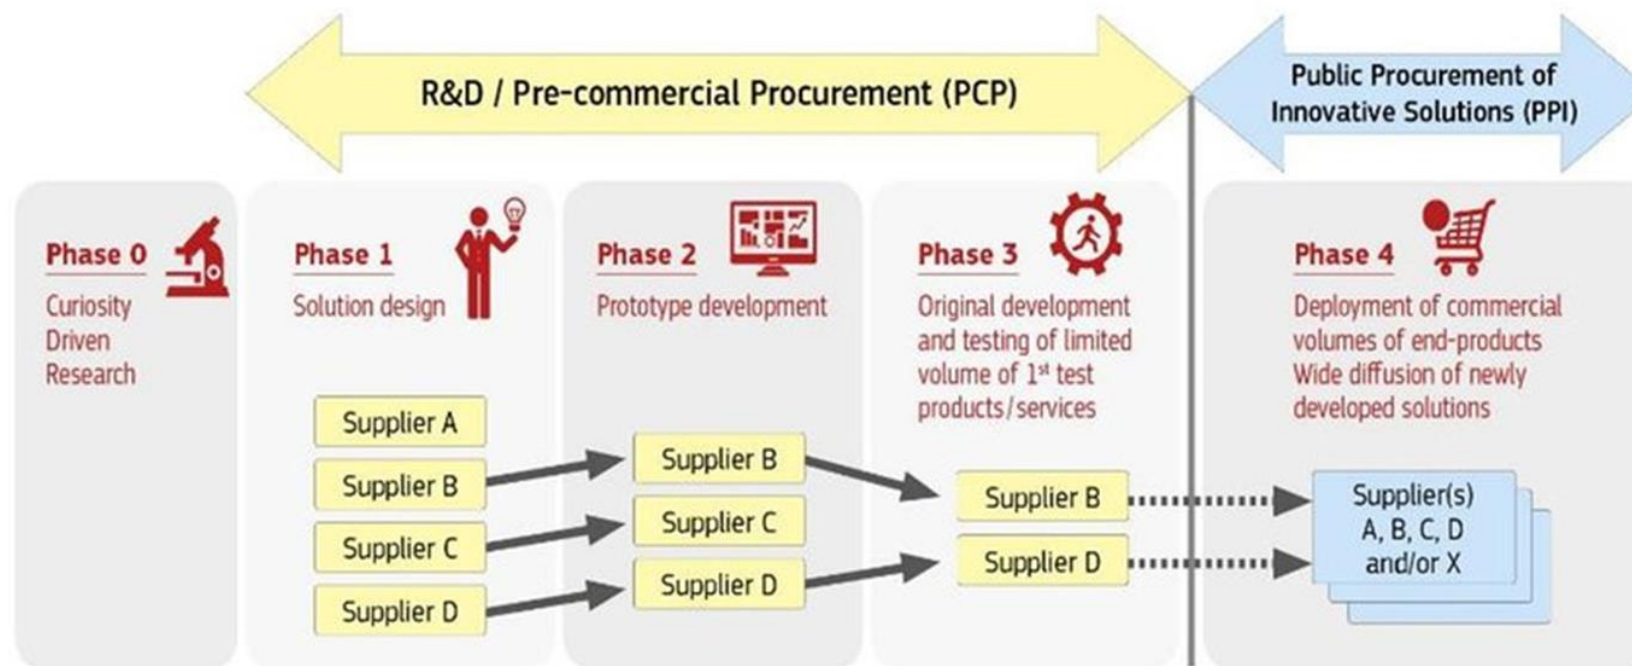 R&D / Pre-commercial Procurement (PCP)
Public Procurement of
Innovative Solutions (PPI)
Phase 0
Curiosity
Driven
Research
Phase 1
Solution design
Supplier A
Supplier B
Supplier C
Supplier D
Phase 2
Prototype development
Supplier B
Supplier C
Supplier D
Phase 3
Original development
and testing of limited
volume of 1st test
products/services
Supplier B
Supplier D
Phase 4
Deployment of commercial
volumes of end-products
Wide diffusion of newly
developed solutions
Supplier(s)
A, B, C, D
and/or X